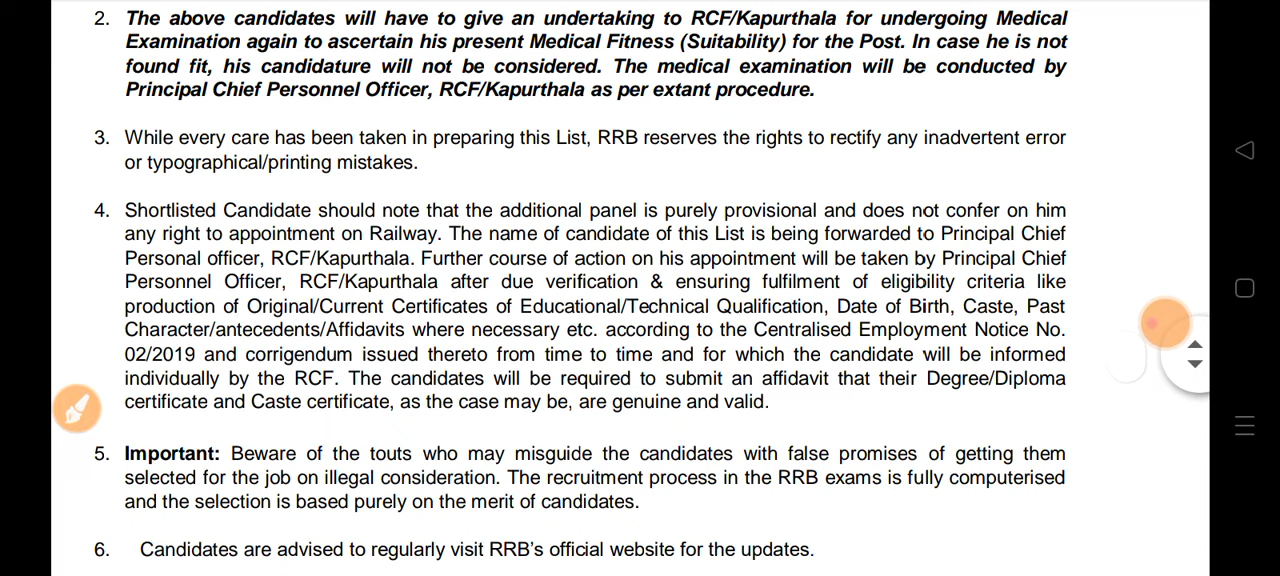 2. The above candidates will have to give an undertaking to RCF/Kapurthala for undergoing Medical
Examination again to ascertain his present Medical Fitness (Suitability) for the Post. In case he is not
found fit, his candidature will not be considered. The medical examination will be conducted by
Principal Chief Personnel Officer, RCF/Kapurthala as per extant procedure.
3. While every care has been taken in preparing this List, RRB reserves the rights to rectify any inadvertent error
or typographical/printing mistakes.
4. Shortlisted Candidate should note that the additional panel is purely provisional and does not confer on him
any right to appointment on Railway. The name of candidate of this List is being forwarded to Principal Chief
Personal officer, RCF/Kapurthala. Further course of action on his appointment will be taken by Principal Chief
Personnel Officer, RCF/Kapurthala after due verification & ensuring fulfilment of eligibility criteria like
production of Original/Current Certificates of Educational/Technical Qualification, Date of Birth, Caste, Past
Character/antecedents/Affidavits where necessary etc. according to the Centralised Employment Notice No.
02/2019 and corrigendum issued thereto from time to time and for which the candidate will be informed
individually by the RCF. The candidates will be required to submit an affidavit that their Degree/Diploma
certificate and Caste certificate, as the case may be, are genuine and valid.
5. Important: Beware of the touts who may misguide the candidates with false promises of getting them
selected for the job on illegal consideration. The recruitment process in the RRB exams is fully computerised
and the selection is based purely on the merit of candidates.
6. Candidates are advised to regularly visit RRB's official website for the updates.